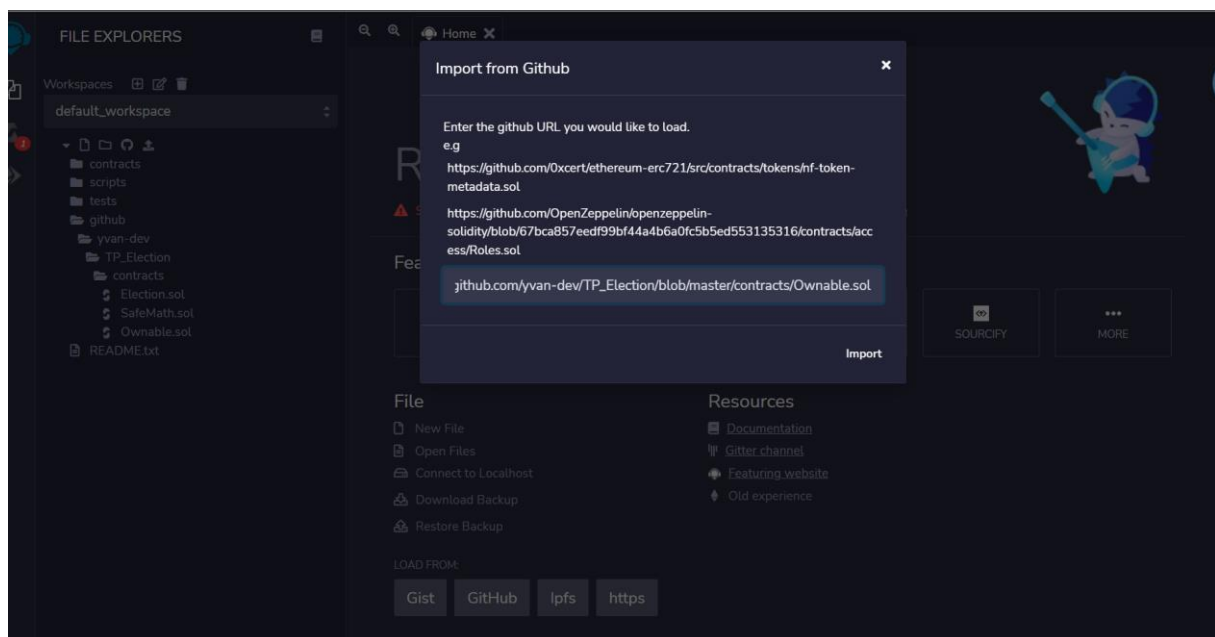 FILE EXPLORERS
Workspaces
default_workspace
1
contracts
scripts
tests
github
yvan-dev
TP_Election
contracts
Election.sol
SafeMath.sol
Ownable.sol
README.txt
Home
Import from Github
Enter the github URL you would like to load.
e.g
https://github.com/0xcert/ethereum-erc721/src/contracts/tokens/nf-token-
metadata.sol
https://github.com/OpenZeppelin/openzeppelin-
solidity/blob/67bca857eedf99bf44a4b6a0fc5b5ed553135316/contracts/acc
ess/Roles.sol
github.com/yvan-dev/TP_Election/blob/master/contracts/Ownable.sol
Import
R
S
Fea
SOURCIFY
MORE
File
New File
Open Files
Connect to Localhost
Download Backup
Restore Backup
LOAD FROM:
Gist GitHub Ipfs https
Resources
Documentation
Gitter channel
Featuring website
Old experience